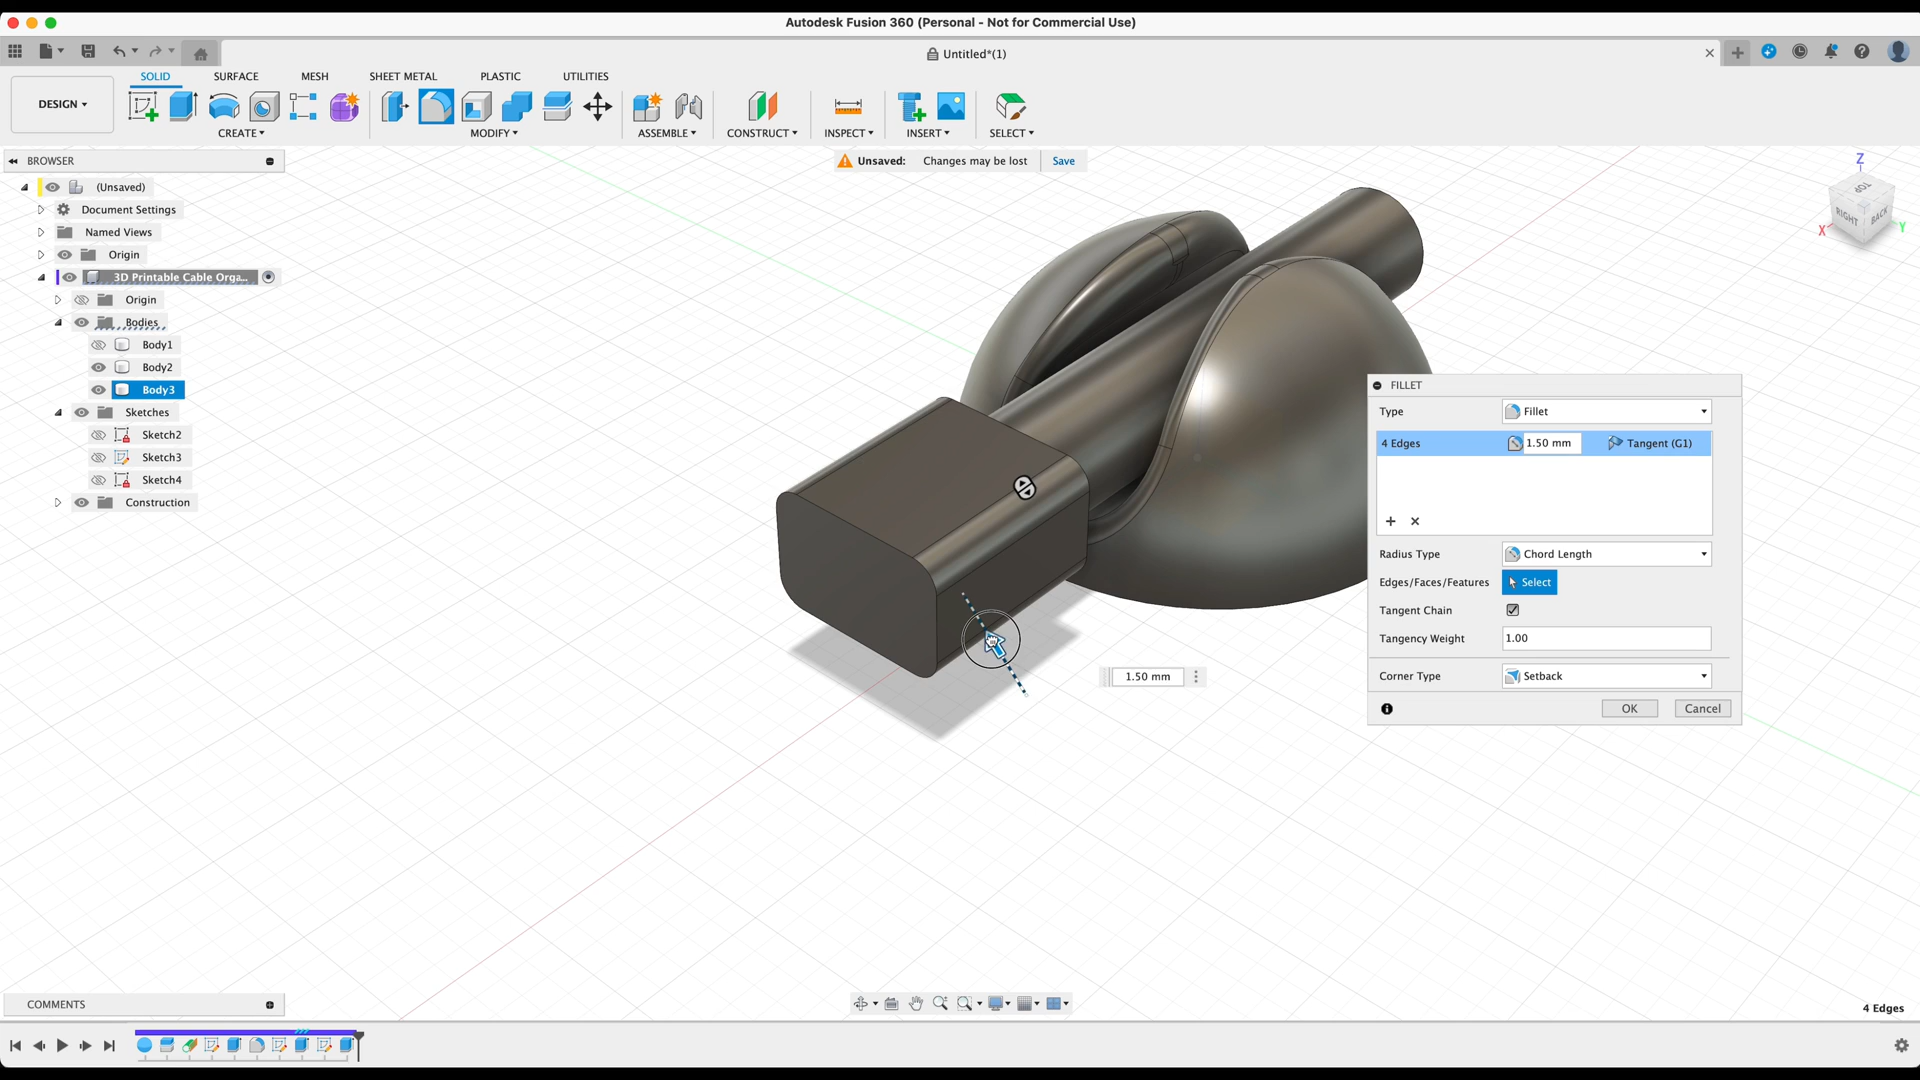 Autodesk Fusion 360 (Personal - Not for Commercial Use)
Untitled*(1)
SOLID SURFACE MESH SHEET METAL PLASTIC UTILITIES
DESIGN
CREATE MODIFY ASSEMBLE CONSTRUCT INSPECT INSERT SELECT
BROWSER
Unsaved: Changes may be lost Save
(Unsaved)
Document Settings
Named Views
Origin
3D Printable Cable Orga...
Origin
Bodies
Body1
Body2
Body3
Sketches
Sketch2
Sketch3
Sketch4
Construction
Z
TOP
RIGHT BACK
X Y
FILLET
Type Fillet
4 Edges 1.50 mm Tangent (G1)
Radius Type Chord Length
Edges/Faces/Features Select
Tangent Chain
Tangency Weight 1.00
Corner Type Setback
OK Cancel
1.50 mm
COMMENTS
4 Edges